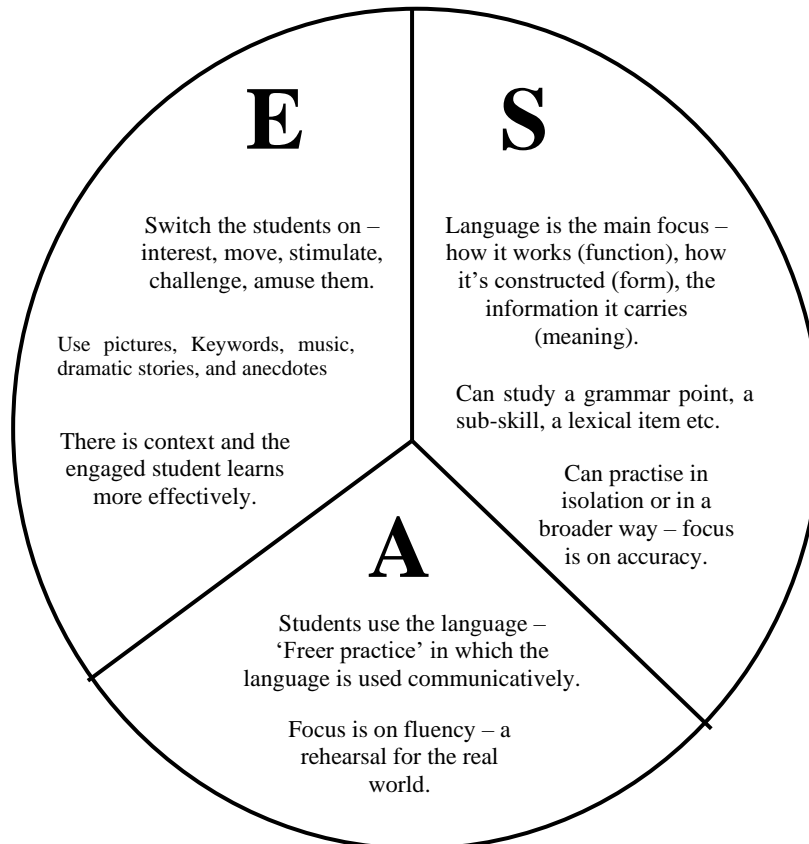 E
Switch the students on –
interest, move, stimulate,
challenge, amuse them.
Use pictures, Keywords, music,
dramatic stories, and anecdotes
There is context and the
engaged student learns
more effectively.
S
Language is the main focus –
how it works (function), how
it's constructed (form), the
information it carries
(meaning).
Can study a grammar point, a
sub-skill, a lexical item etc.
Can practise in
isolation or in a
broader way – focus
is on accuracy.
A
Students use the language –
‘Freer practice’ in which the
language is used communicatively.
Focus is on fluency – a
rehearsal for the real
world.